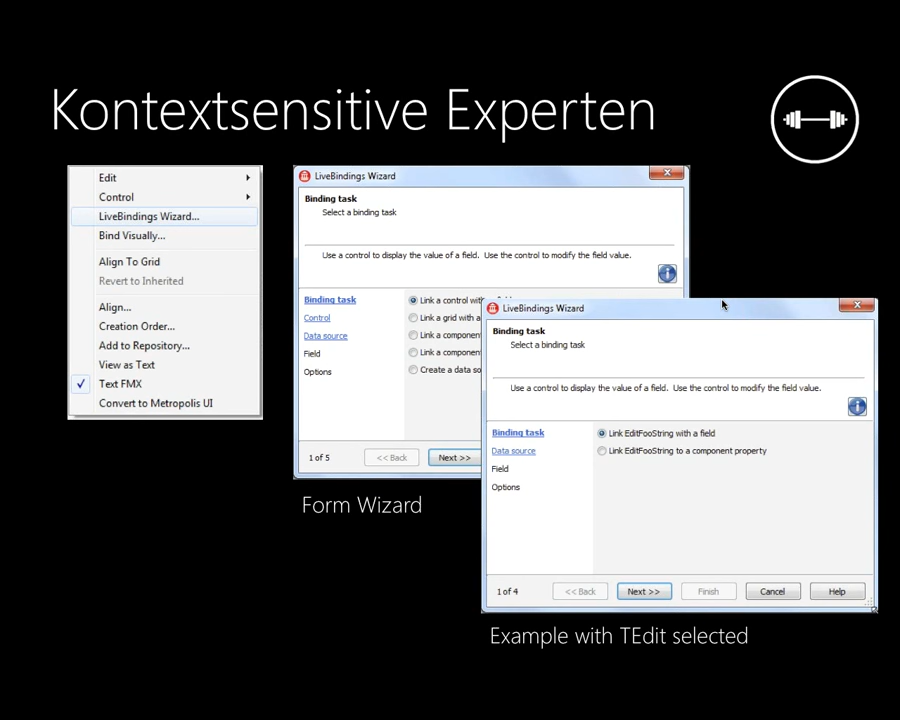 Kontextsensitive Experten
Edit
Control
LiveBindings Wizard...
Bind Visually...
Align To Grid
Revert to Inherited
Align...
Creation Order...
Add to Repository...
View as Text
Text FMX
Convert to Metropolis UI
LiveBindings Wizard
Binding task
Select a binding task
Use a control to display the value of a field. Use the control to modify the field value.
Binding task
Control
Data source
Field
Options
Link a control with
Link a grid with a
Link a component
Link a component
Create a data so
1 of 5
<< Back
Next >>
Form Wizard
LiveBindings Wizard
Binding task
Select a binding task
Use a control to display the value of a field. Use the control to modify the field value.
Binding task
Data source
Field
Options
Link EditFooString with a field
Link EditFooString to a component property
1 of 4
<< Back
Next >>
Finish
Cancel
Help
Example with TEdit selected